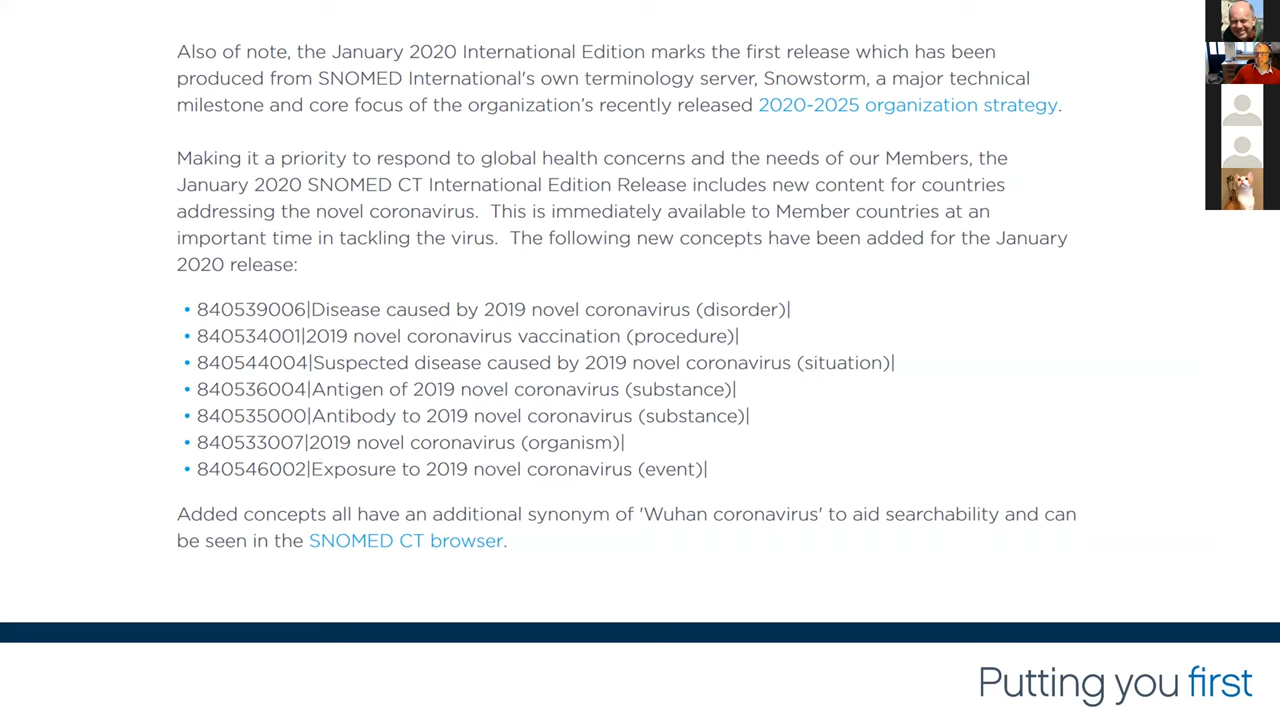 Also of note, the January 2020 International Edition marks the first release which has been
produced from SNOMED International's own terminology server, Snowstorm, a major technical
milestone and core focus of the organization's recently released 2020-2025 organization strategy.
Making it a priority to respond to global health concerns and the needs of our Members, the
January 2020 SNOMED CT International Edition Release includes new content for countries
addressing the novel coronavirus.  This is immediately available to Member countries at an
important time in tackling the virus.  The following new concepts have been added for the January
2020 release:
• 840539006|Disease caused by 2019 novel coronavirus (disorder)|
• 840534001|2019 novel coronavirus vaccination (procedure)|
• 840544004|Suspected disease caused by 2019 novel coronavirus (situation)|
• 840536004|Antigen of 2019 novel coronavirus (substance)|
• 840535000|Antibody to 2019 novel coronavirus (substance)|
• 840533007|2019 novel coronavirus (organism)|
• 840546002|Exposure to 2019 novel coronavirus (event)|
Added concepts all have an additional synonym of 'Wuhan coronavirus' to aid searchability and can
be seen in the SNOMED CT browser.
Putting you first